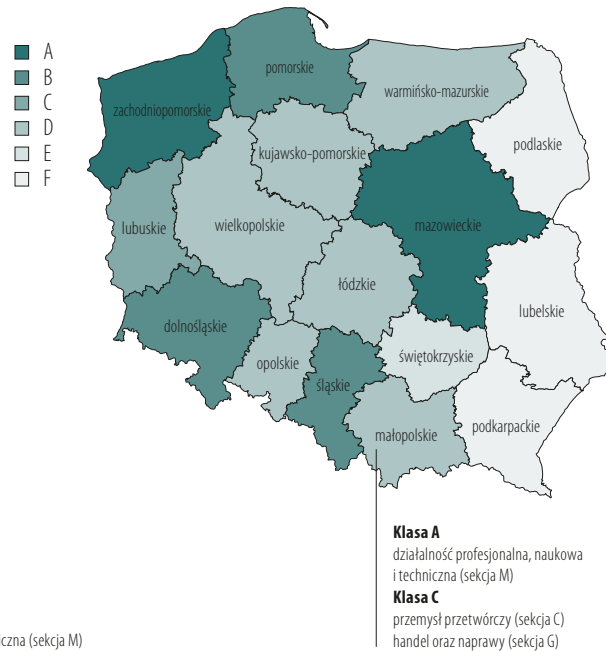 A
B
C
D
E
F
pomorskie
zachodniopomorskie
warmińsko-mazurskie
podlaskie
kujawsko-pomorskie
lubuskie
wielkopolskie
mazowieckie
łódzkie
lubelskie
dolnośląskie
świętokrzyskie
opolskie
śląskie
małopolskie
podkarpackie
Klasa A
działalność profesjonalna, naukowa
i techniczna (sekcja M)
Klasa C
przemysł przetwórczy (sekcja C)
handel oraz naprawy (sekcja G)
iczna (sekcja M)